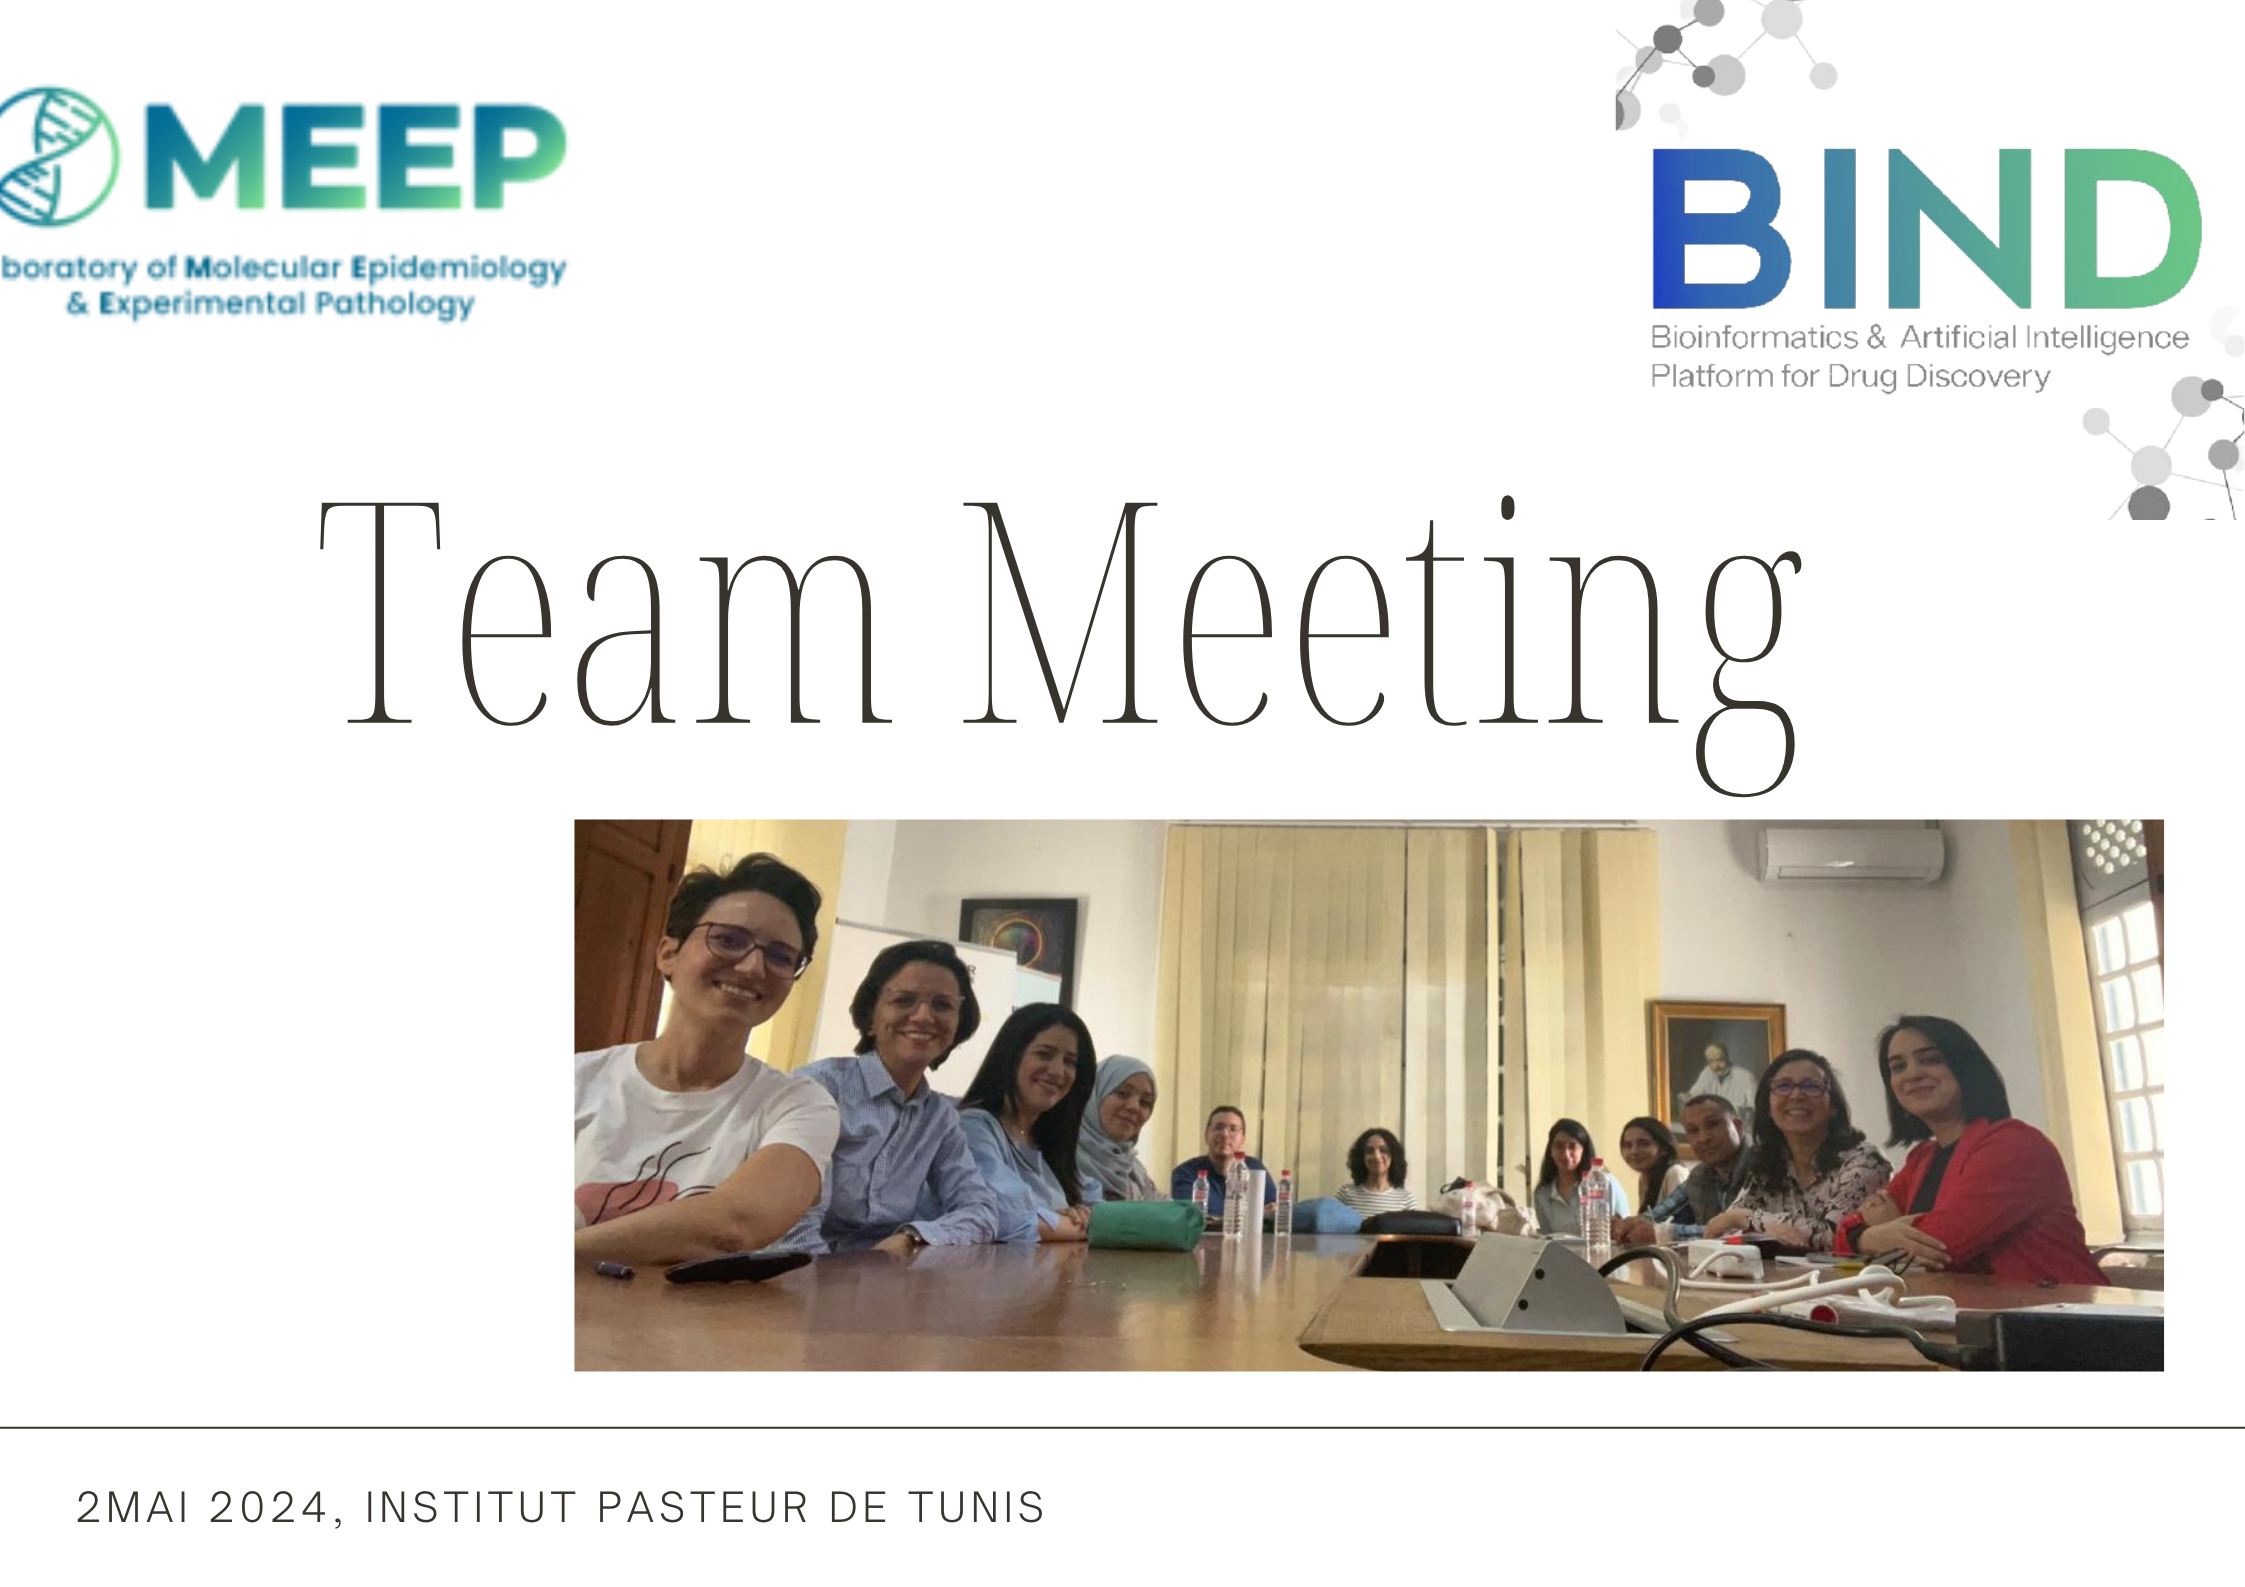 MEEP
boratory of Molecular Epidemiology
& Experimental Pathology
BIND
Bioinformatics & Artificial Intelligence
Platform for Drug Discovery
Team Meeting
2MAI 2024, INSTITUT PASTEUR DE TUNIS